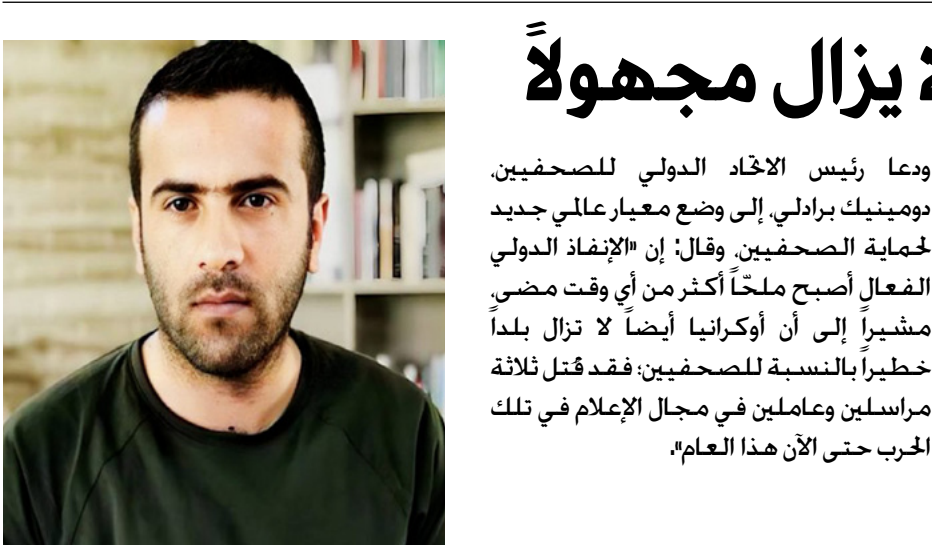 لا يزال مجهولاً
ودعا رئيس الاتحاد الدولي للصحفيين،
دومينيك برادلي، إلى وضع معيار عالمي جديد
لحماية الصحفيين، وقال: إن «الإنفاذ الدولي
الفعال أصبح ملحّاً أكثر من أي وقت مضى،
مشيراً إلى أن أوكرانيا أيضاً لا تزال بلداً
خطيراً بالنسبة للصحفيين؛ فقد قُتل ثلاثة
مراسلين وعاملين في مجال الإعلام في تلك
الحرب حتى الآن هذا العام».